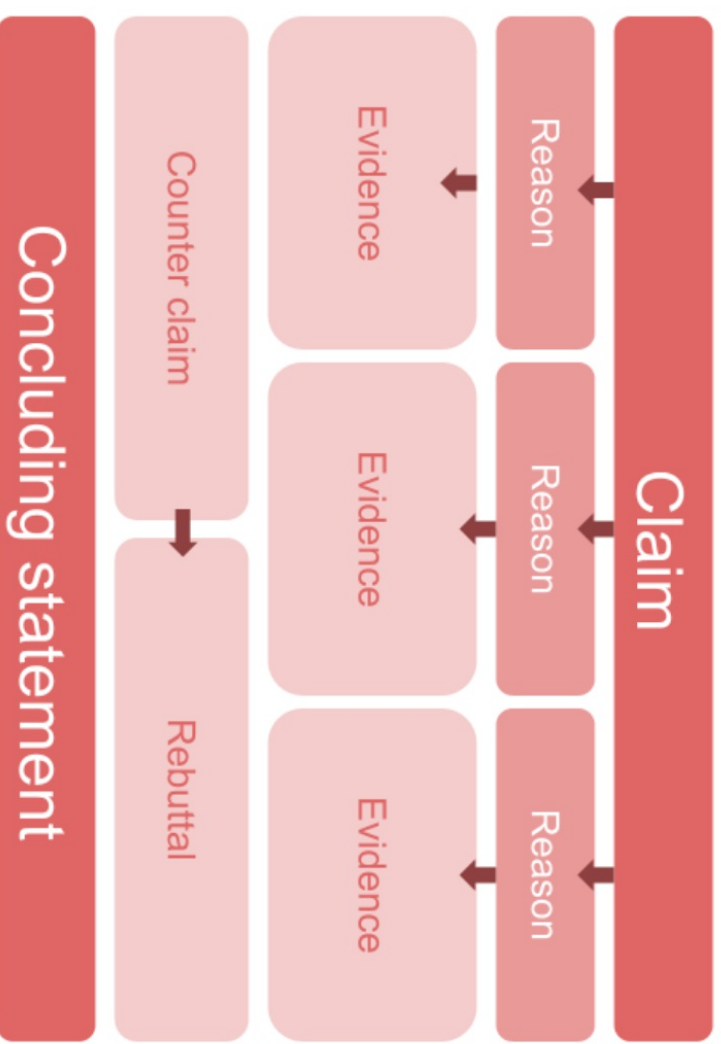 Claim
Reason
Reason
Reason
Evidence
Evidence
Evidence
Counter claim
Rebuttal
Concluding statement